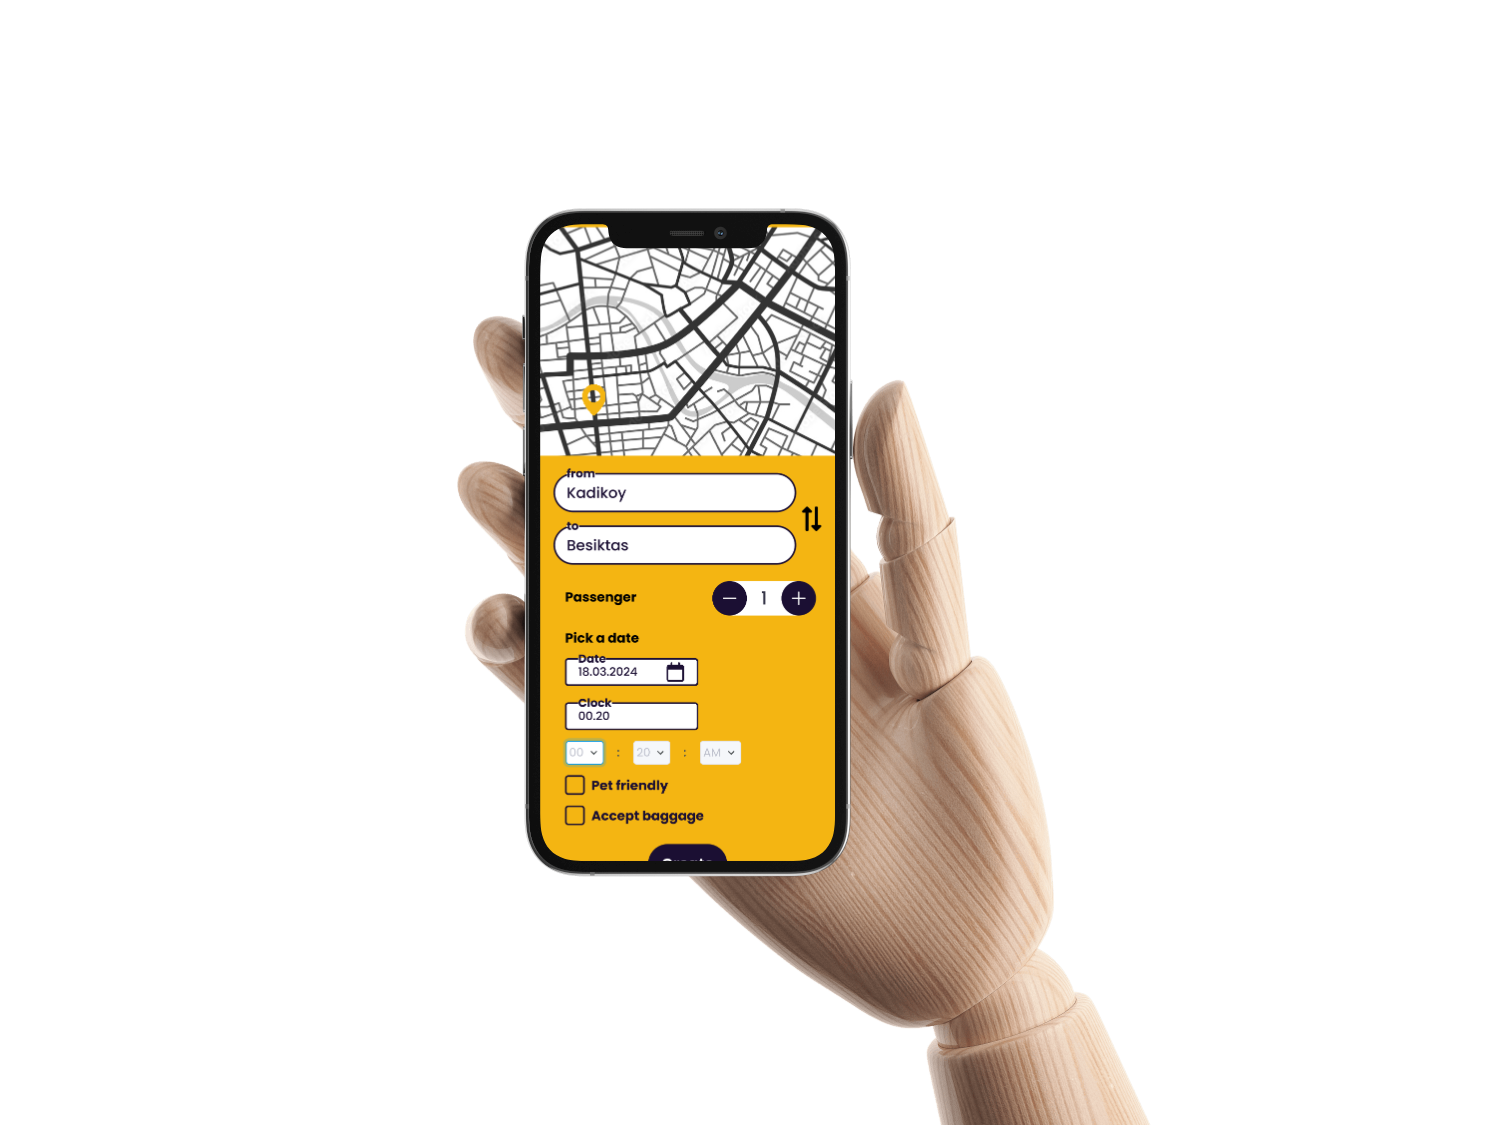 from
Kadikoy
to
Besiktas
Passenger
1
Pick a date
Date
18.03.2024
Clock
00.20
00 : 20 : AM
Pet friendly
Accept baggage